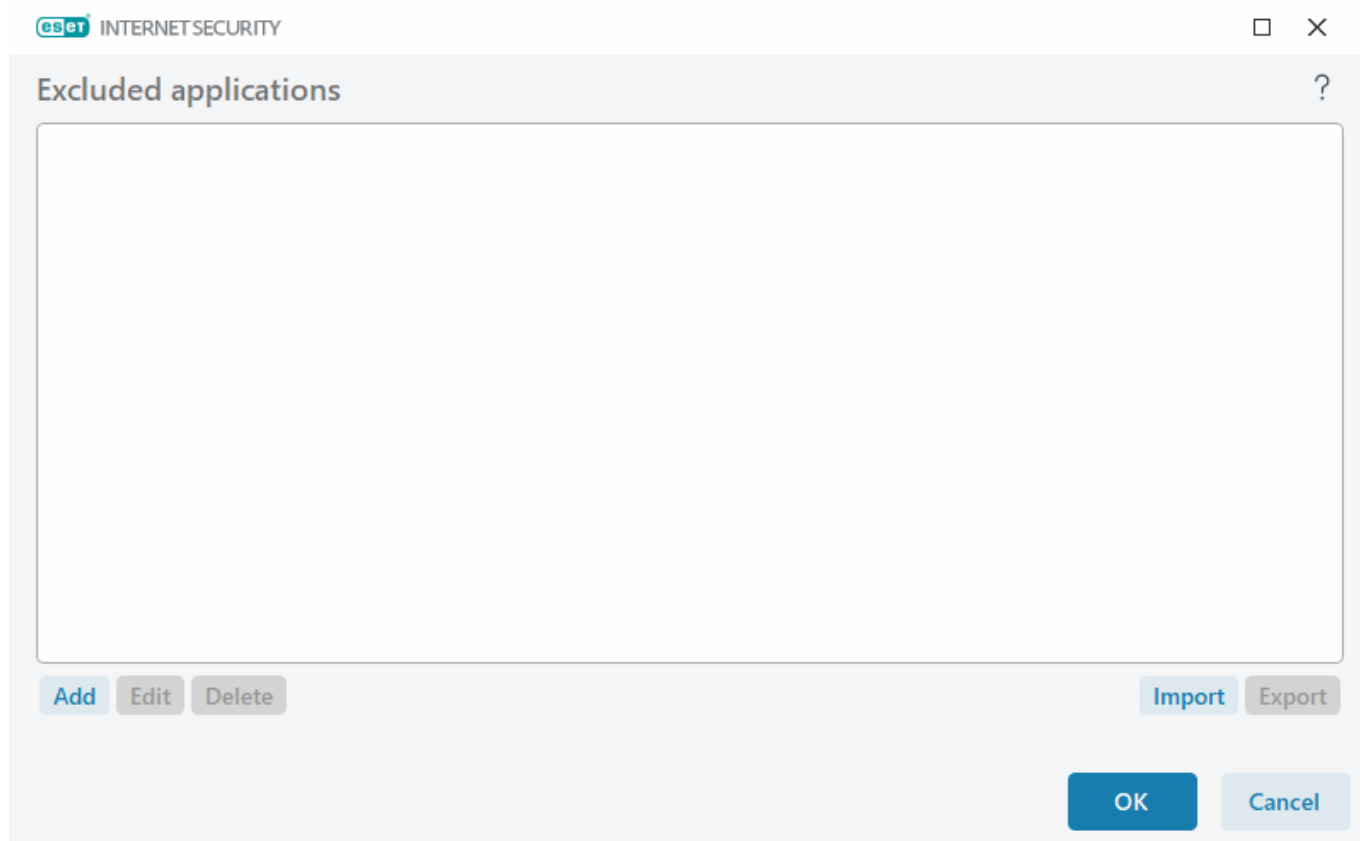 eset INTERNET SECURITY
Excluded applications ?
Add Edit Delete Import Export
OK Cancel